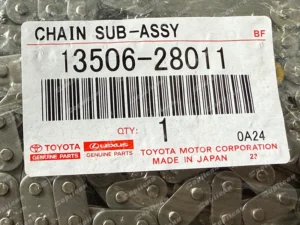 CHAIN SUB-ASSY BF
13506-28011
QTY:
1 0A24
TOYOTA LEXUS TOYOTA MOTOR CORPORATION
GENUINE PARTS GENUINE PARTS MADE IN JAPAN 27